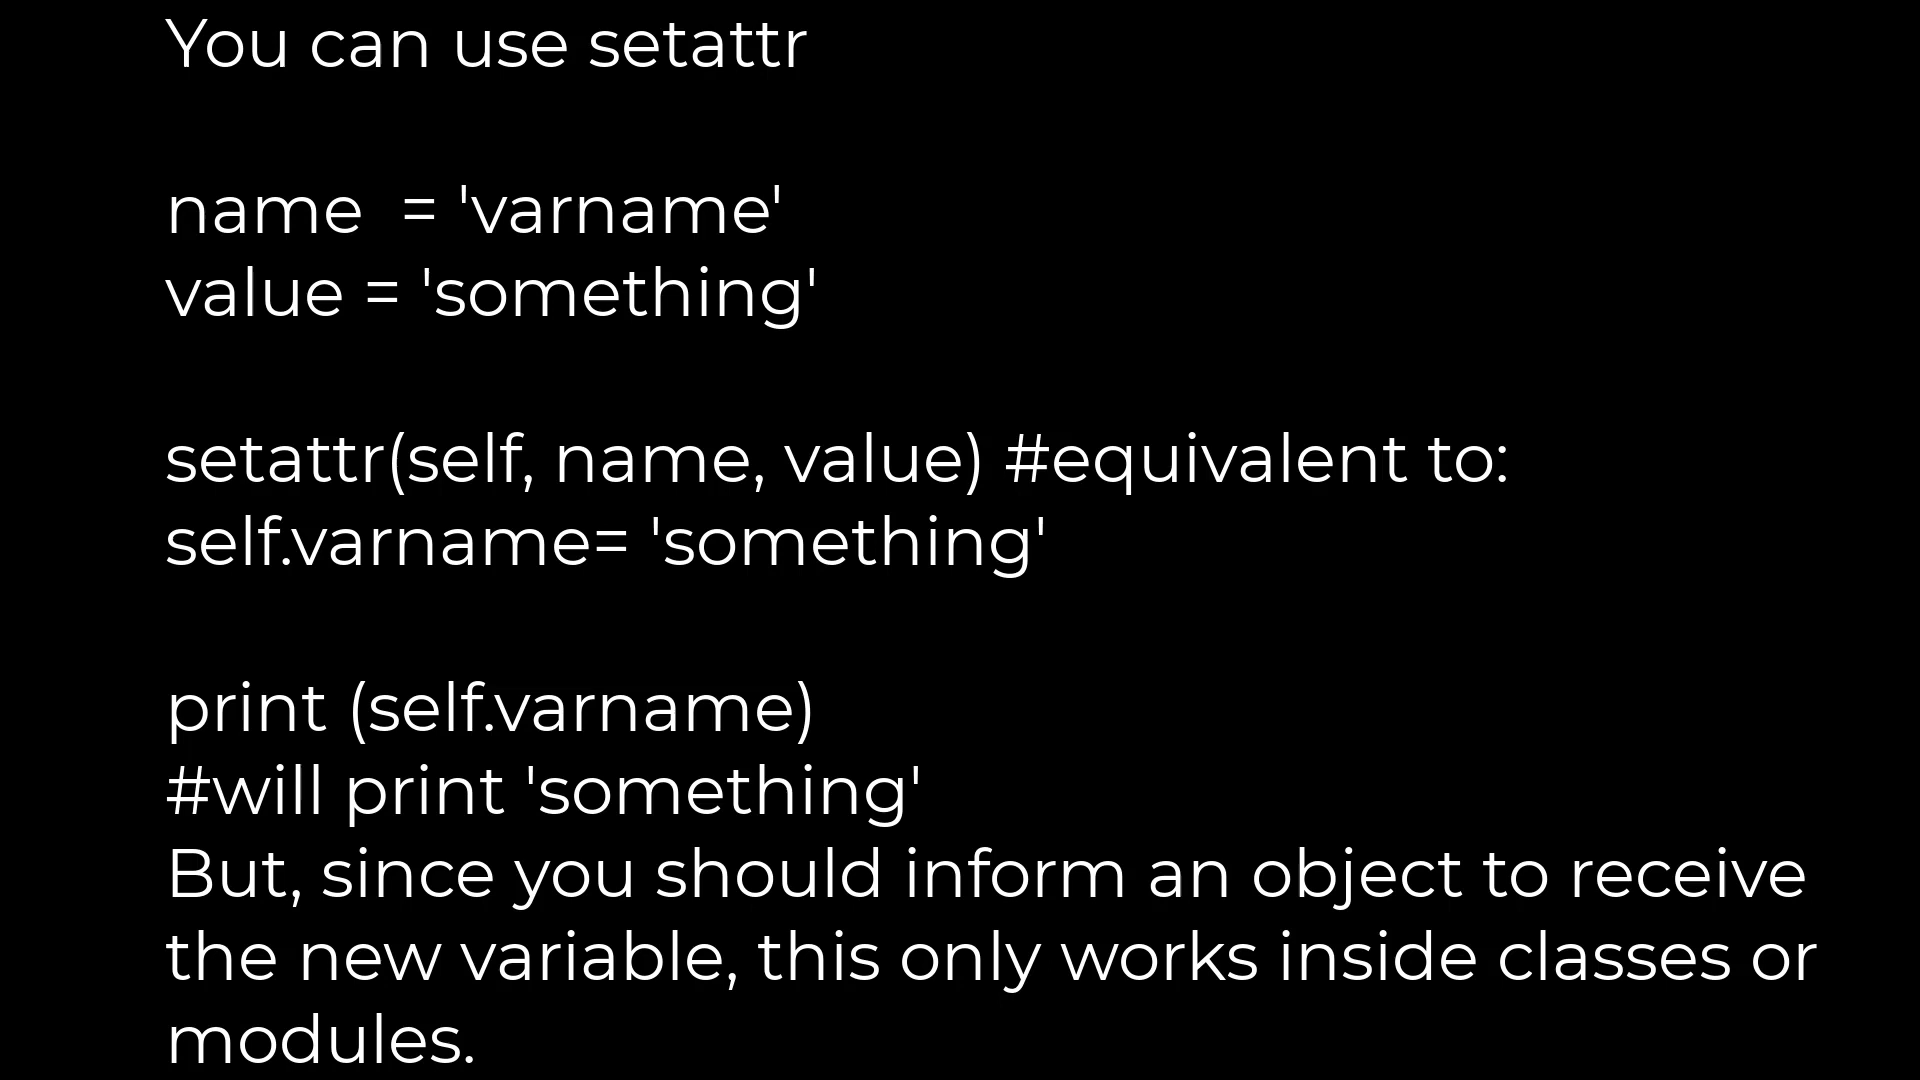 You can use setattr
name  = 'varname'
value = 'something'
setattr(self, name, value) #equivalent to:
self.varname= 'something'
print (self.varname)
#will print 'something'
But, since you should inform an object to receive
the new variable, this only works inside classes or
modules.